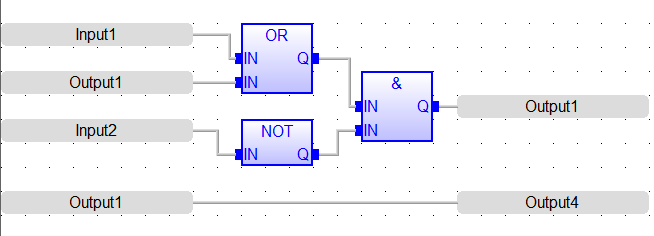 Input1
OR
IN
Q
Output1
IN
&
IN
Q
Output1
Input2
NOT
IN
IN
Q
Output1
Output4